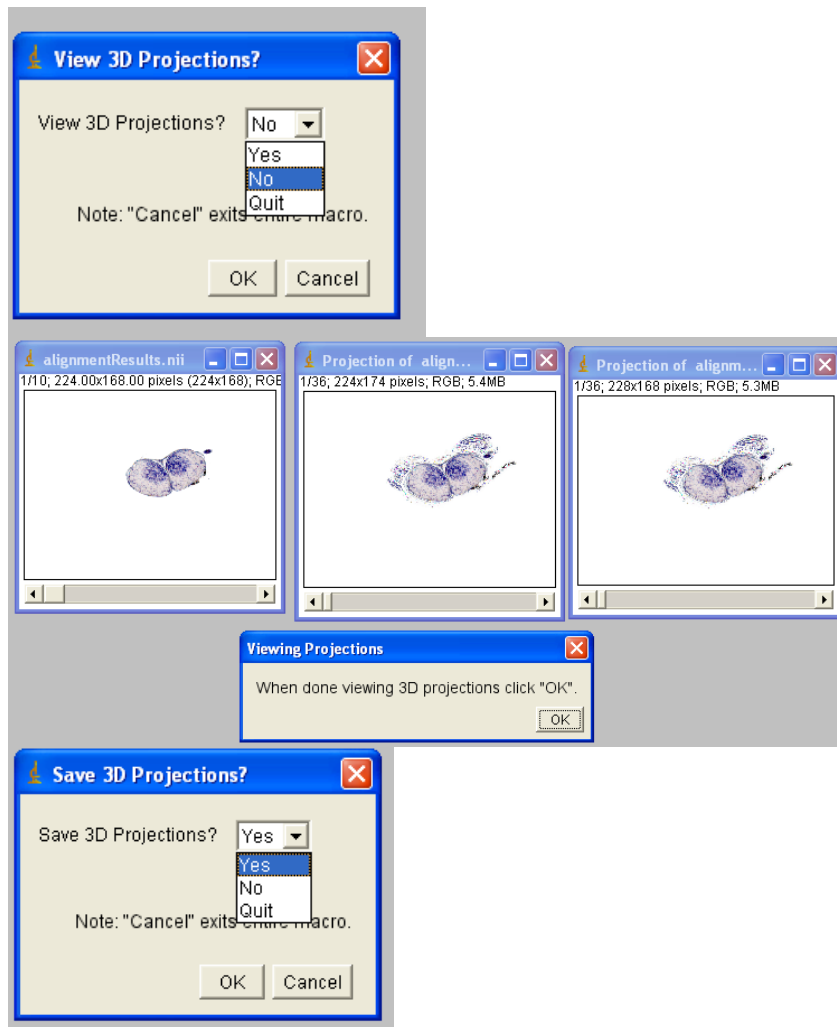 View 3D Projections?
View 3D Projections? No
Yes
No
Quit
Note: "Cancel" exits entire macro.
OK Cancel
alignmentResults.nii
1/10; 224.00x168.00 pixels (224x168); RGE
Projection of align...
1/36; 224x174 pixels; RGB; 5.4MB
Projection of alignm...
1/36; 228x168 pixels; RGB; 5.3MB
Viewing Projections
When done viewing 3D projections click "OK".
OK
Save 3D Projections?
Save 3D Projections? Yes
Yes
No
Quit
Note: "Cancel" exits entire macro.
OK Cancel